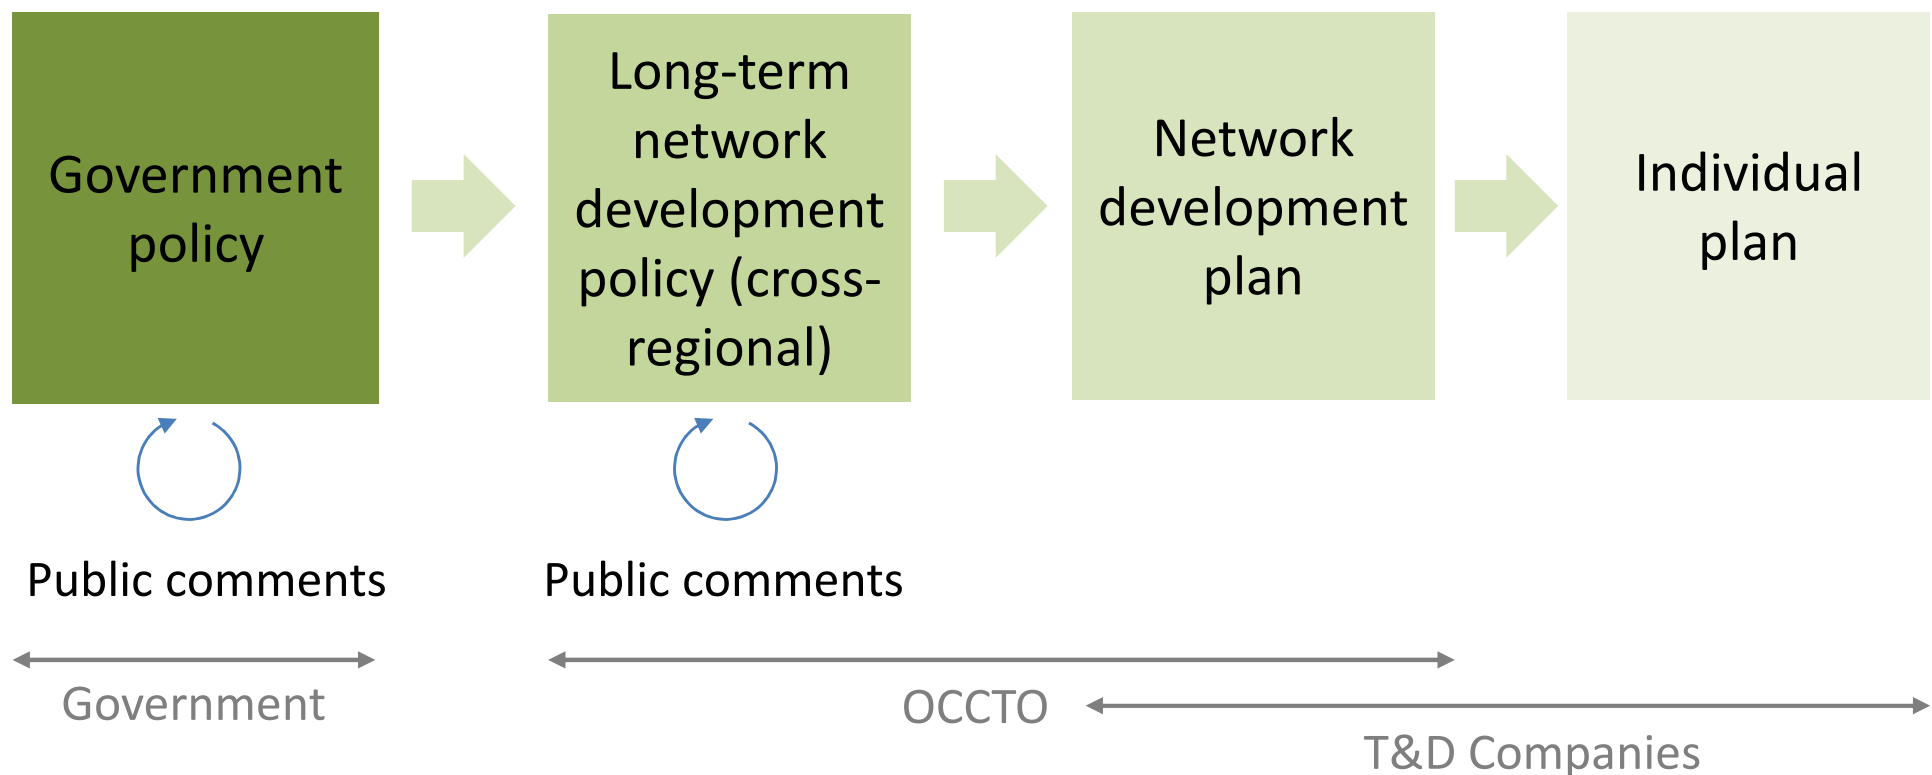 Government
policy
Long-term
network
development
policy (cross-
regional)
Network
development
plan
Individual
plan
Public comments
Public comments
Government
OCCTO
T&D Companies